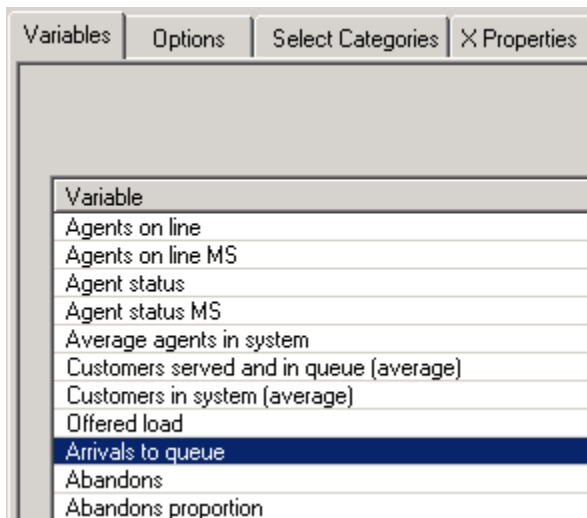 Variables Options Select Categories X Properties
Variable
Agents on line
Agents on line MS
Agent status
Agent status MS
Average agents in system
Customers served and in queue (average)
Customers in system (average)
Offered load
Arrivals to queue
Abandons
Abandons proportion